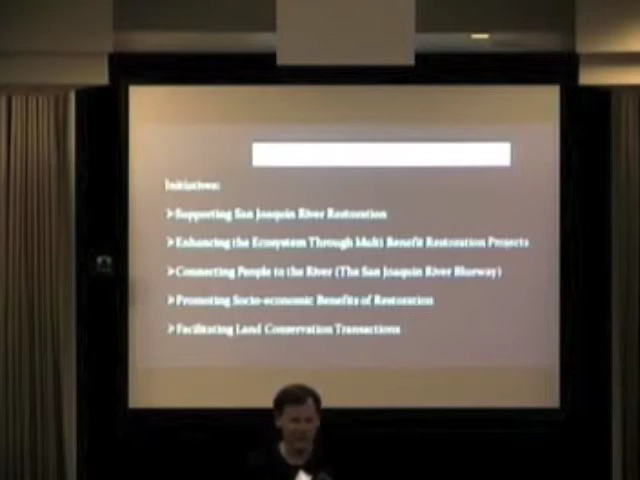 Initiatives:
➢Supporting San Joaquin River Restoration
➢Enhancing the Ecosystem Through Multi Benefit Restoration Projects
➢Connecting People to the River (The San Joaquin River Blueway)
➢Promoting Socio-economic Benefits of Restoration
➢Facilitating Land Conservation Transactions